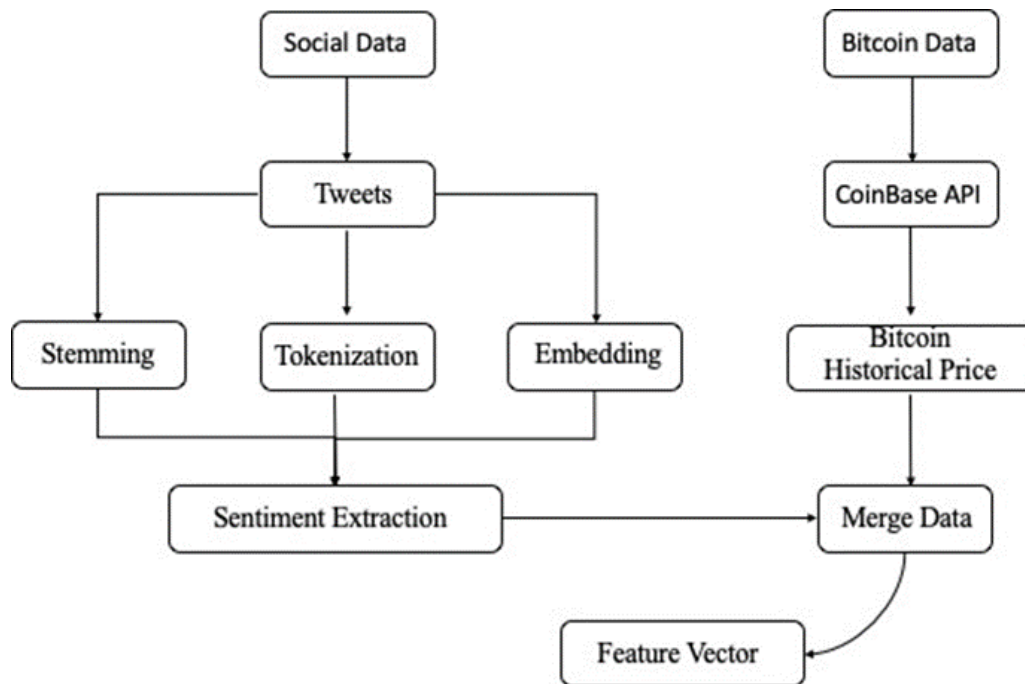 Social Data
Bitcoin Data
Tweets
CoinBase API
Stemming
Tokenization
Embedding
Bitcoin
Historical Price
Sentiment Extraction
Merge Data
Feature Vector